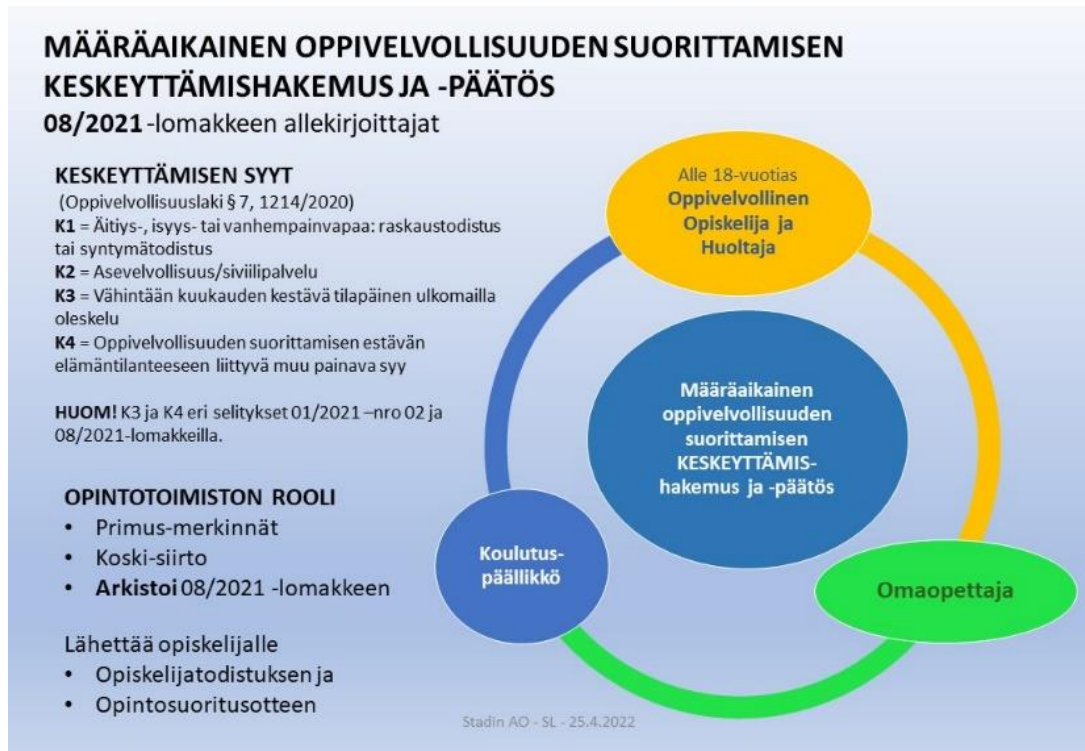 MÄÄRÄAIKAINEN OPPIVELVOLLISUUDEN SUORITTAMISEN
KESKEYTTÄMISHAKEMUS JA -PÄÄTÖS
08/2021 -lomakkeen allekirjoittajat
KESKEYTTÄMISEN SYYT
(Oppivelvollisuuslaki § 7, 1214/2020)
K1 = Äitiys-, isyys- tai vanhempainvapaa: raskaustodistus
tai syntymätodistus
K2 = Asevelvollisuus/siviilipalvelu
K3 = Vähintään kuukauden kestävä tilapäinen ulkomailla
oleskelu
K4 = Oppivelvollisuuden suorittamisen estävän
elämäntilanteeseen liittyvä muu painava syy
HUOM! K3 ja K4 eri selitykset 01/2021 –nro 02 ja
08/2021-lomakkeilla.
OPINTOTOIMISTON ROOLI
• Primus-merkinnät
• Koski-siirto
• Arkistoi 08/2021 -lomakkeen
Lähettää opiskelijalle
• Opiskelijatodistuksen ja
• Opintosuoritusotteen
Alle 18-vuotias
Oppivelvollinen
Opiskelija ja
Huoltaja
Määräaikainen
oppivelvollisuuden
suorittamisen
KESKEYTTÄMIS-
hakemus ja -päätös
Koulutus-
päällikkö
Omaopettaja
Stadin AO - SL - 25.4.2022